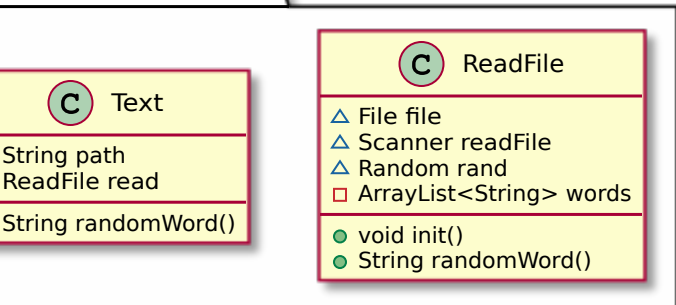 C Text
String path
ReadFile read
String randomWord()
C ReadFile
File file
Scanner readFile
Random rand
ArrayList<String> words
void init()
String randomWord()